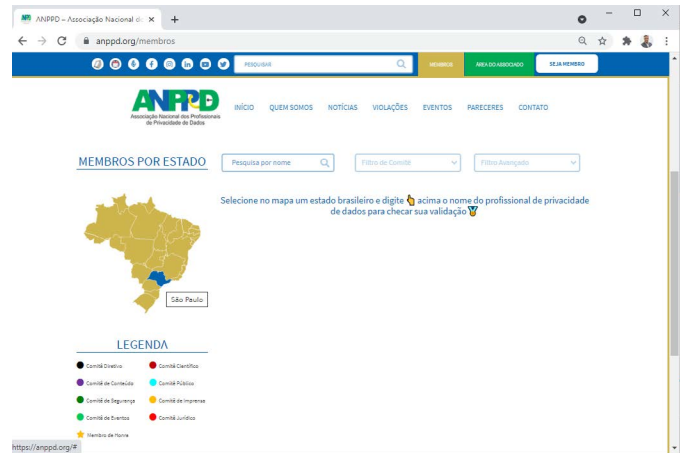 ANPPD – Associação Nacional d
anppd.org/membros
PESQUISAR
MEMBROS
ÁREA DO ASSOCIADO
SEJA MEMBRO
ANPPD
Associação Nacional dos Profissionais
de Privacidade de Dados
INÍCIO QUEM SOMOS NOTÍCIAS VIOLAÇÕES EVENTOS PARECERES CONTATO
MEMBROS POR ESTADO
Pesquisa por nome
Filtro de Comitê
Filtro Avançado
Selecione no mapa um estado brasileiro e digite 👆 acima o nome do profissional de privacidade
de dados para checar sua validação 🏅
São Paulo
LEGENDA
Comitê Diretivo Comitê Científico
Comitê de Conteúdo Comitê Público
Comitê de Segurança Comitê de Imprensa
Comitê de Eventos Comitê Jurídico
Membro de Honra
https://anppd.org/#